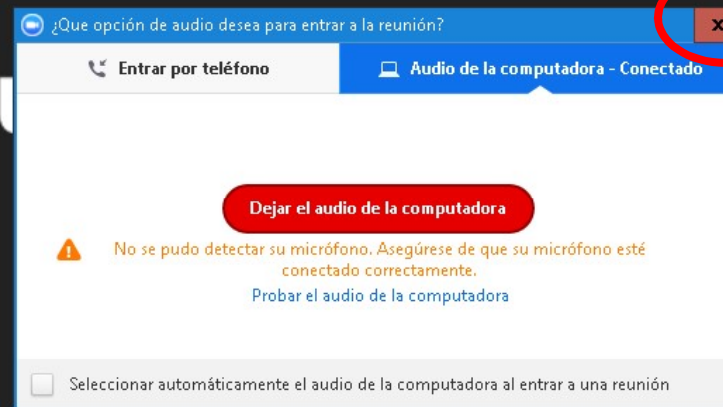 ¿Que opción de audio desea para entrar a la reunión?
x
Entrar por teléfono
Audio de la computadora - Conectado
Dejar el audio de la computadora
No se pudo detectar su micrófono. Asegúrese de que su micrófono esté
conectado correctamente.
Probar el audio de la computadora
Seleccionar automáticamente el audio de la computadora al entrar a una reunión